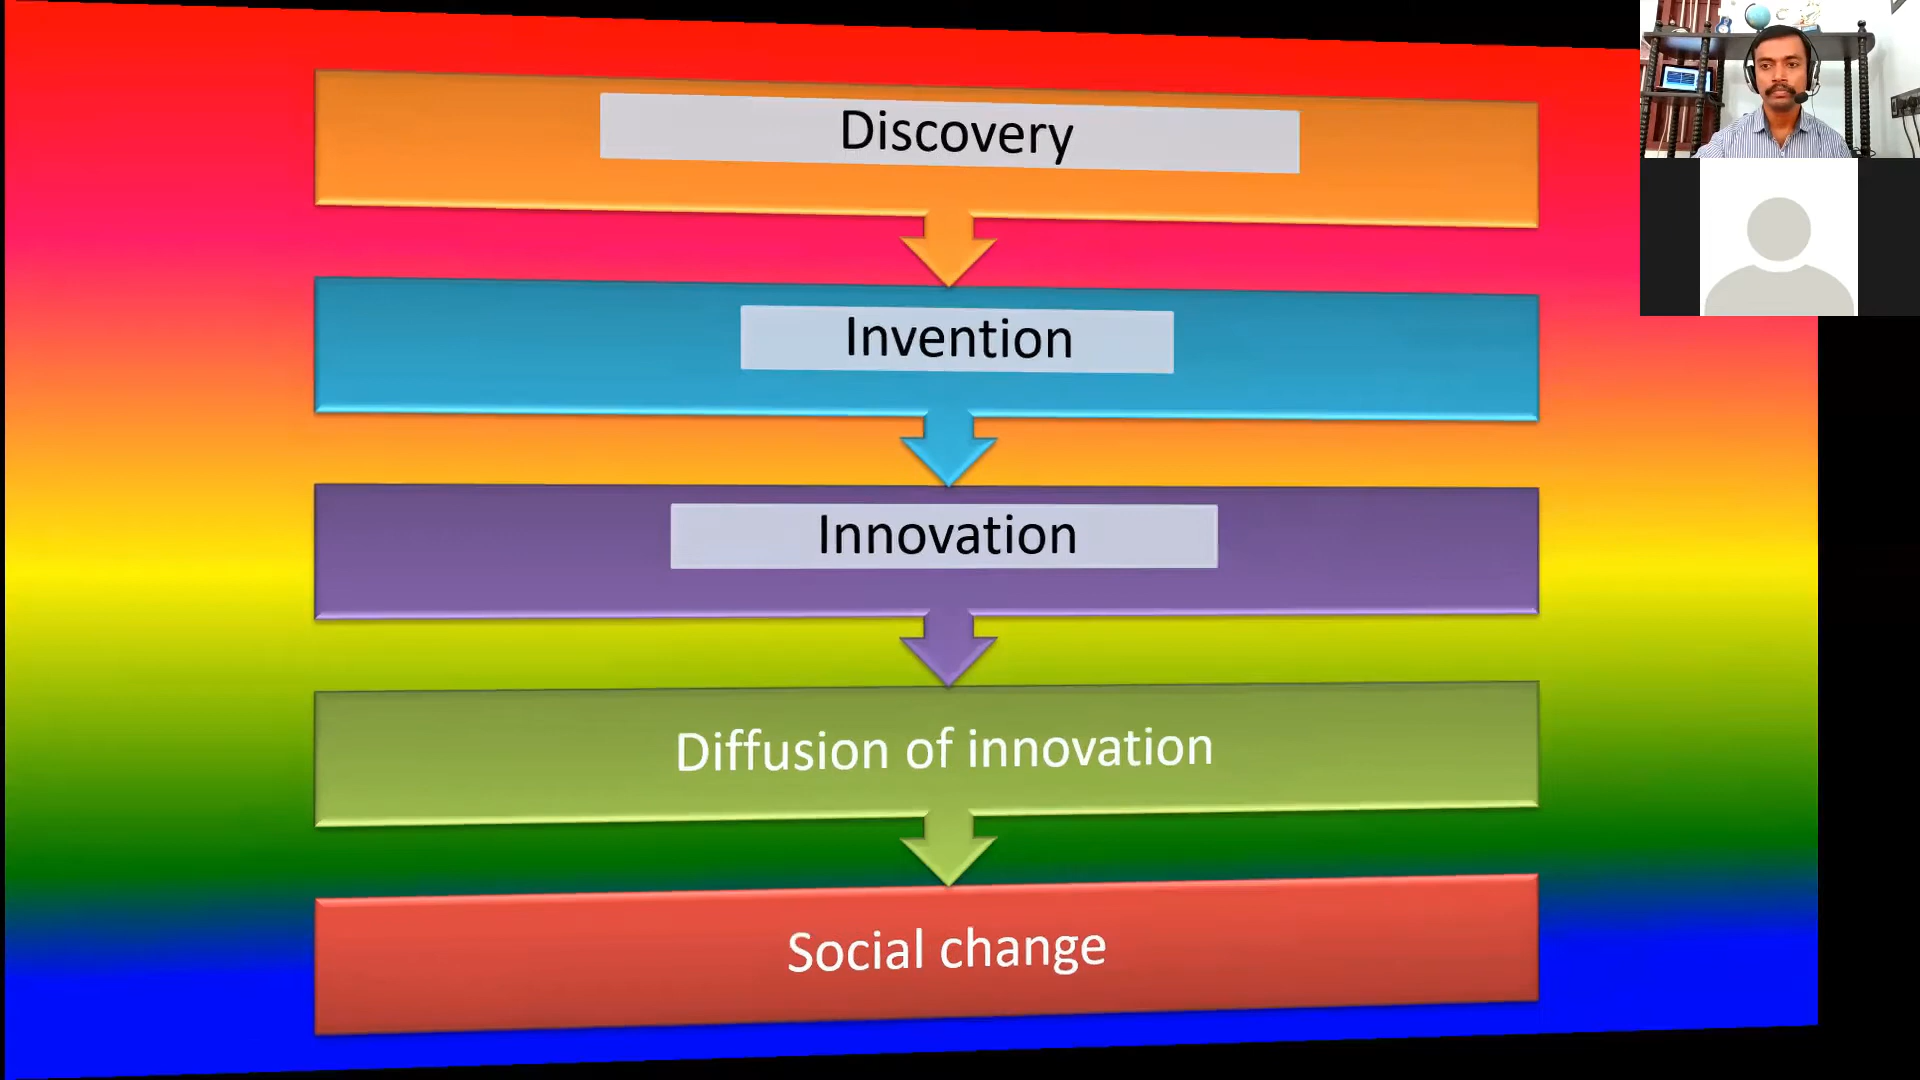 Discovery
Invention
Innovation
Diffusion of innovation
Social change